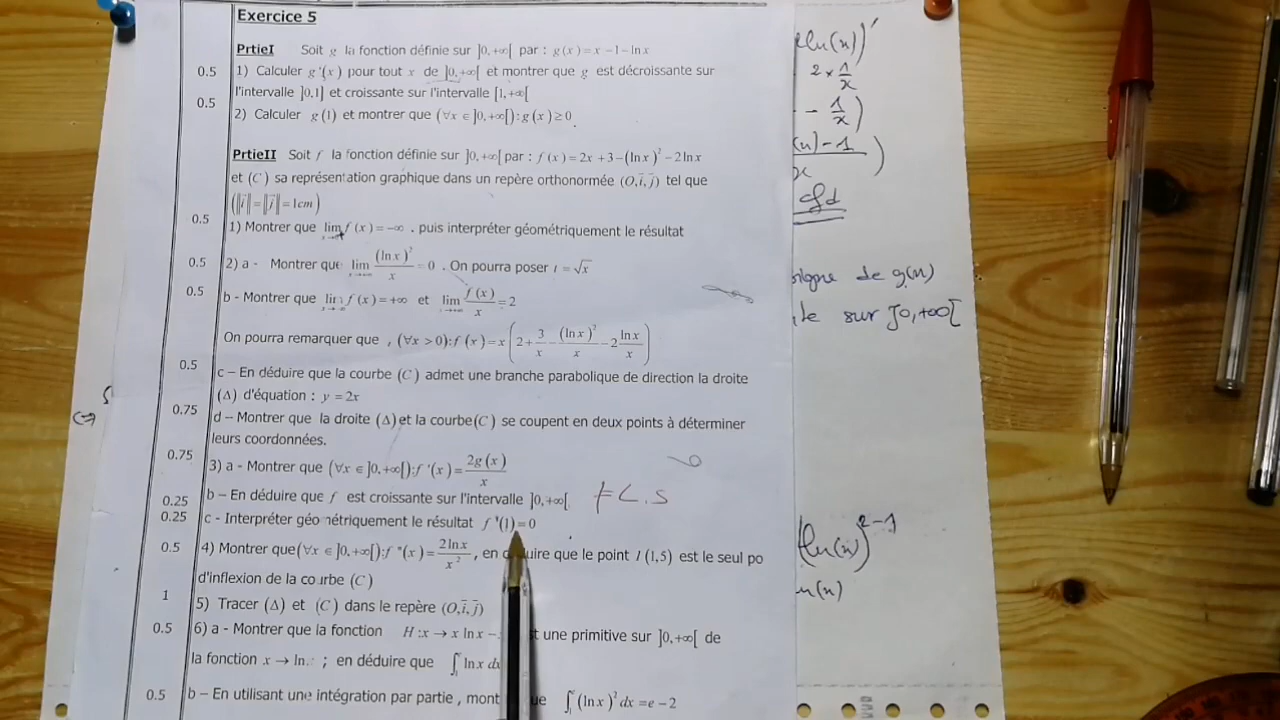 Exercice 5
PrtieI Soit g la fonction définie sur ]0,+∞[ par : g(x) = x − 1 − ln x
0.5 1) Calculer g'(x) pour tout x de ]0,+∞[ et montrer que g est décroissante sur
l'intervalle ]0,1] et croissante sur l'intervalle [1,+∞[
0.5 2) Calculer g(1) et montrer que (∀x ∈ ]0,+∞[) : g(x) ≥ 0
PrtieII Soit f la fonction définie sur ]0,+∞[ par : f(x) = 2x + 3 − (ln x)² − 2 ln x
et (C) sa représentation graphique dans un repère orthonormée (O, i, j) tel que
(‖i‖ = ‖j‖ = 1cm)
0.5 1) Montrer que lim f(x) = −∞ . puis interpréter géométriquement le résultat
0.5 2) a - Montrer que lim (ln x)²/x = 0 . On pourra poser t = √x
0.5 b - Montrer que lim f(x) = +∞ et lim f(x)/x = 2
On pourra remarquer que , (∀x > 0) : f(x) = x(2 + 3/x − (ln x)²/x − 2 ln x/x)
0.5 c – En déduire que la courbe (C) admet une branche parabolique de direction la droite
(Δ) d'équation : y = 2x
0.75 d – Montrer que la droite (Δ) et la courbe (C) se coupent en deux points à déterminer
leurs coordonnées.
0.75 3) a - Montrer que (∀x ∈ ]0,+∞[) : f'(x) = 2g(x)/x
0.25 b – En déduire que f est croissante sur l'intervalle ]0,+∞[
0.25 c - Interpréter géométriquement le résultat f'(1) = 0
0.5 4) Montrer que (∀x ∈ ]0,+∞[) : f"(x) = 2 ln x/x² , en déduire que le point I(1,5) est le seul po
d'inflexion de la courbe (C)
1 5) Tracer (Δ) et (C) dans le repère (O, i, j)
0.5 6) a - Montrer que la fonction H : x → x ln x − une primitive sur ]0,+∞[ de
la fonction x → ln ; en déduire que ∫ ln x dx
0.5 b – En utilisant une intégration par partie , mont que ∫ (ln x)² dx = e − 2
ln(x))'
2 × 1/x
− 1/x)
(x) − 1
x )
cfd
signe de g(x)
sur ]0,+∞[
(ln(x))²⁻¹
n(x)